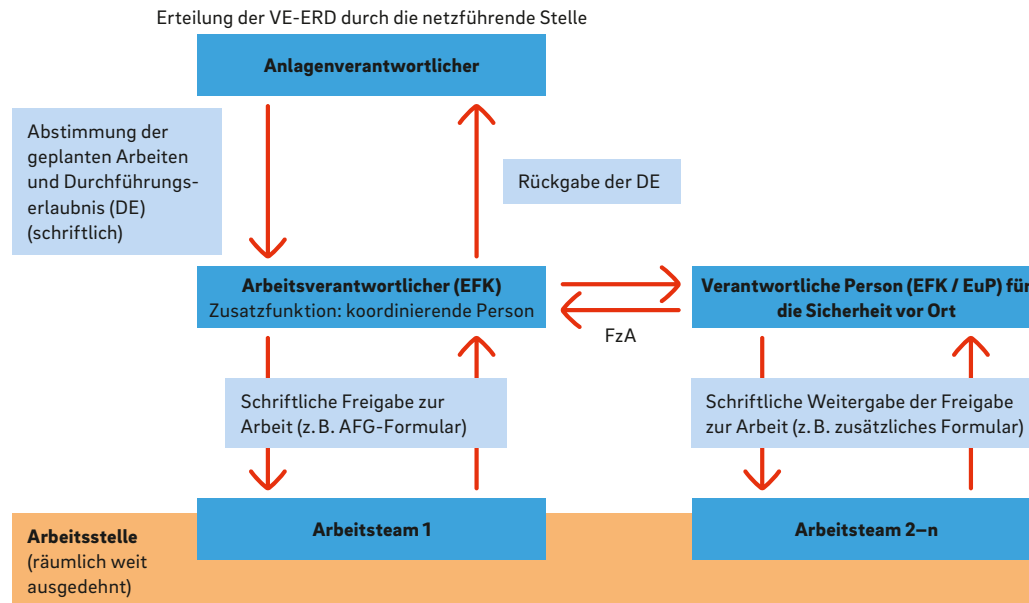 Erteilung der VE-ERD durch die netzführende Stelle
Anlagenverantwortlicher
Abstimmung der
geplanten Arbeiten
und Durchführungs-
erlaubnis (DE)
(schriftlich)
Rückgabe der DE
Arbeitsverantwortlicher (EFK)
Zusatzfunktion: koordinierende Person
Verantwortliche Person (EFK / EuP) für
die Sicherheit vor Ort
FzA
Schriftliche Freigabe zur
Arbeit (z. B. AFG-Formular)
Schriftliche Weitergabe der Freigabe
zur Arbeit (z. B. zusätzliches Formular)
Arbeitsteam 1
Arbeitsteam 2–n
Arbeitsstelle
(räumlich weit
ausgedehnt)